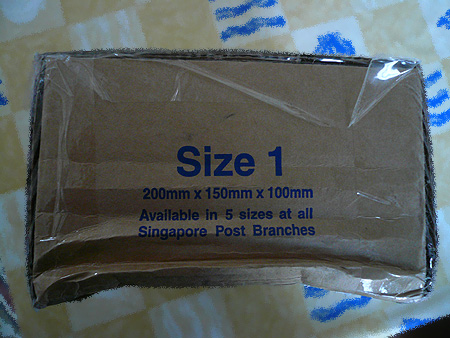 Size 1
200mm x 150mm x 100mm
Available in 5 sizes at all
Singapore Post Branches